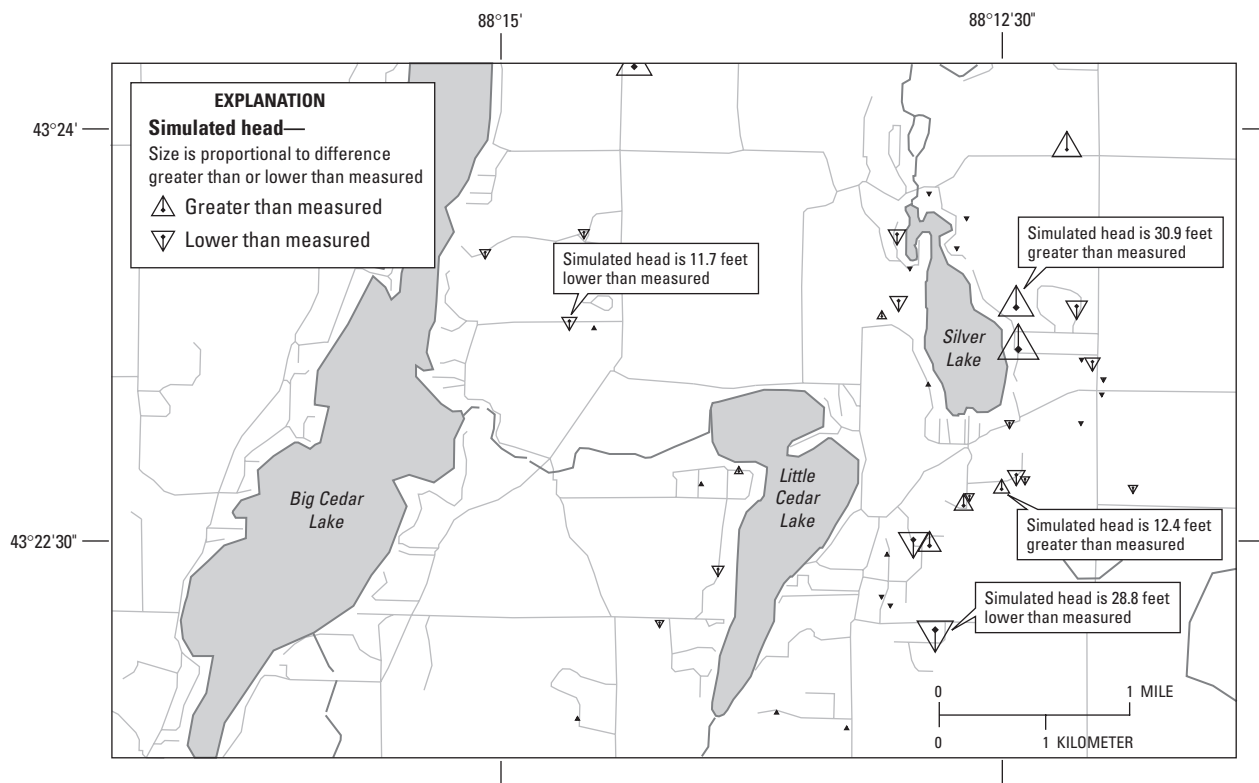 88°15'
88°12'30"
43°24'
EXPLANATION
Simulated head—
Size is proportional to difference
greater than or lower than measured
Greater than measured
Lower than measured
Simulated head is 30.9 feet
greater than measured
Simulated head is 11.7 feet
lower than measured
Silver
Lake
Big Cedar
Lake
Little
Cedar
Lake
43°22'30"
Simulated head is 12.4 feet
greater than measured
Simulated head is 28.8 feet
lower than measured
0 1 MILE
0 1 KILOMETER